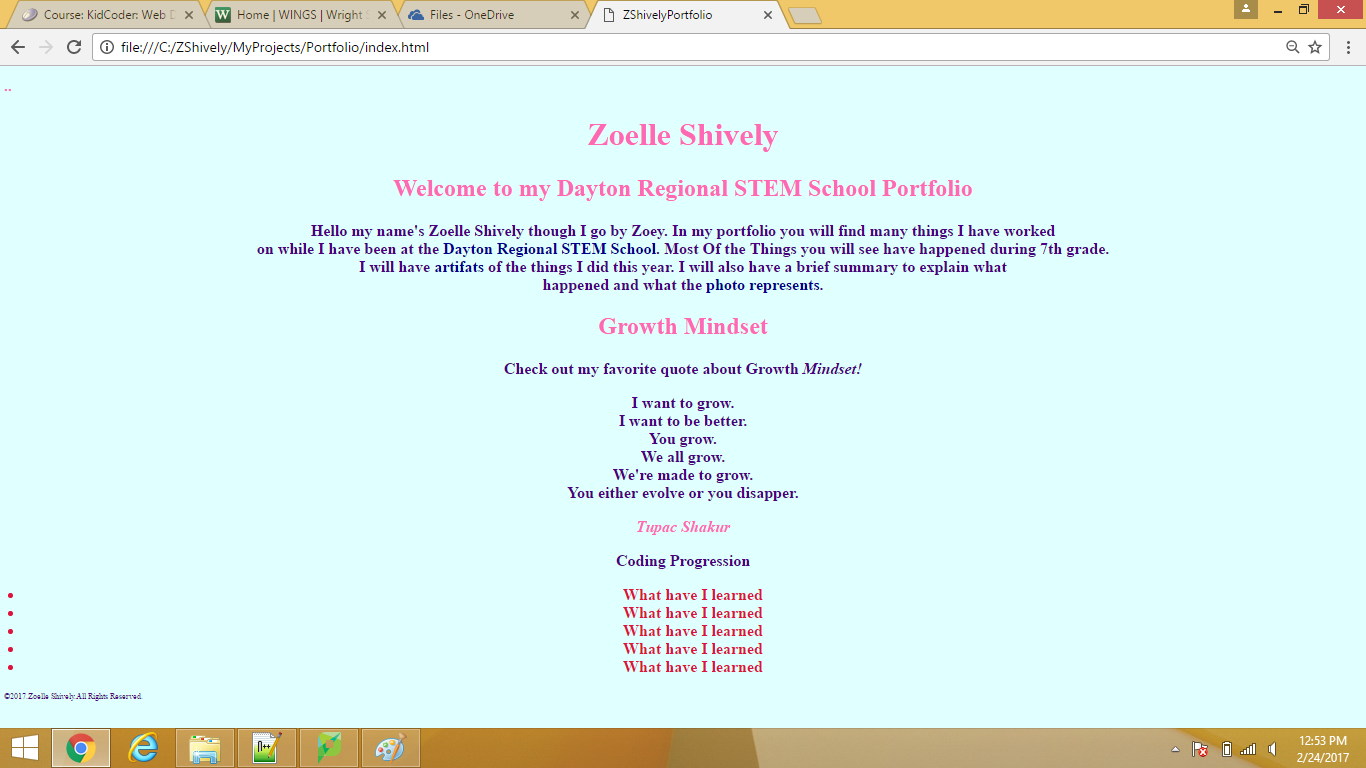 Course: KidCoder: Web D
Home | WINGS | Wright S
Files - OneDrive
ZShivelyPortfolio
file:///C:/ZShively/MyProjects/Portfolio/index.html
..
Zoelle Shively
Welcome to my Dayton Regional STEM School Portfolio
Hello my name's Zoelle Shively though I go by Zoey. In my portfolio you will find many things I have worked
on while I have been at the Dayton Regional STEM School. Most Of the Things you will see have happened during 7th grade.
I will have artifats of the things I did this year. I will also have a brief summary to explain what
happened and what the photo represents.
Growth Mindset
Check out my favorite quote about Growth Mindset!
I want to grow.
I want to be better.
You grow.
We all grow.
We're made to grow.
You either evolve or you disapper.
Tupac Shakur
Coding Progression
What have I learned
What have I learned
What have I learned
What have I learned
What have I learned
©2017.Zoelle Shively.All Rights Reserved.
12:53 PM
2/24/2017